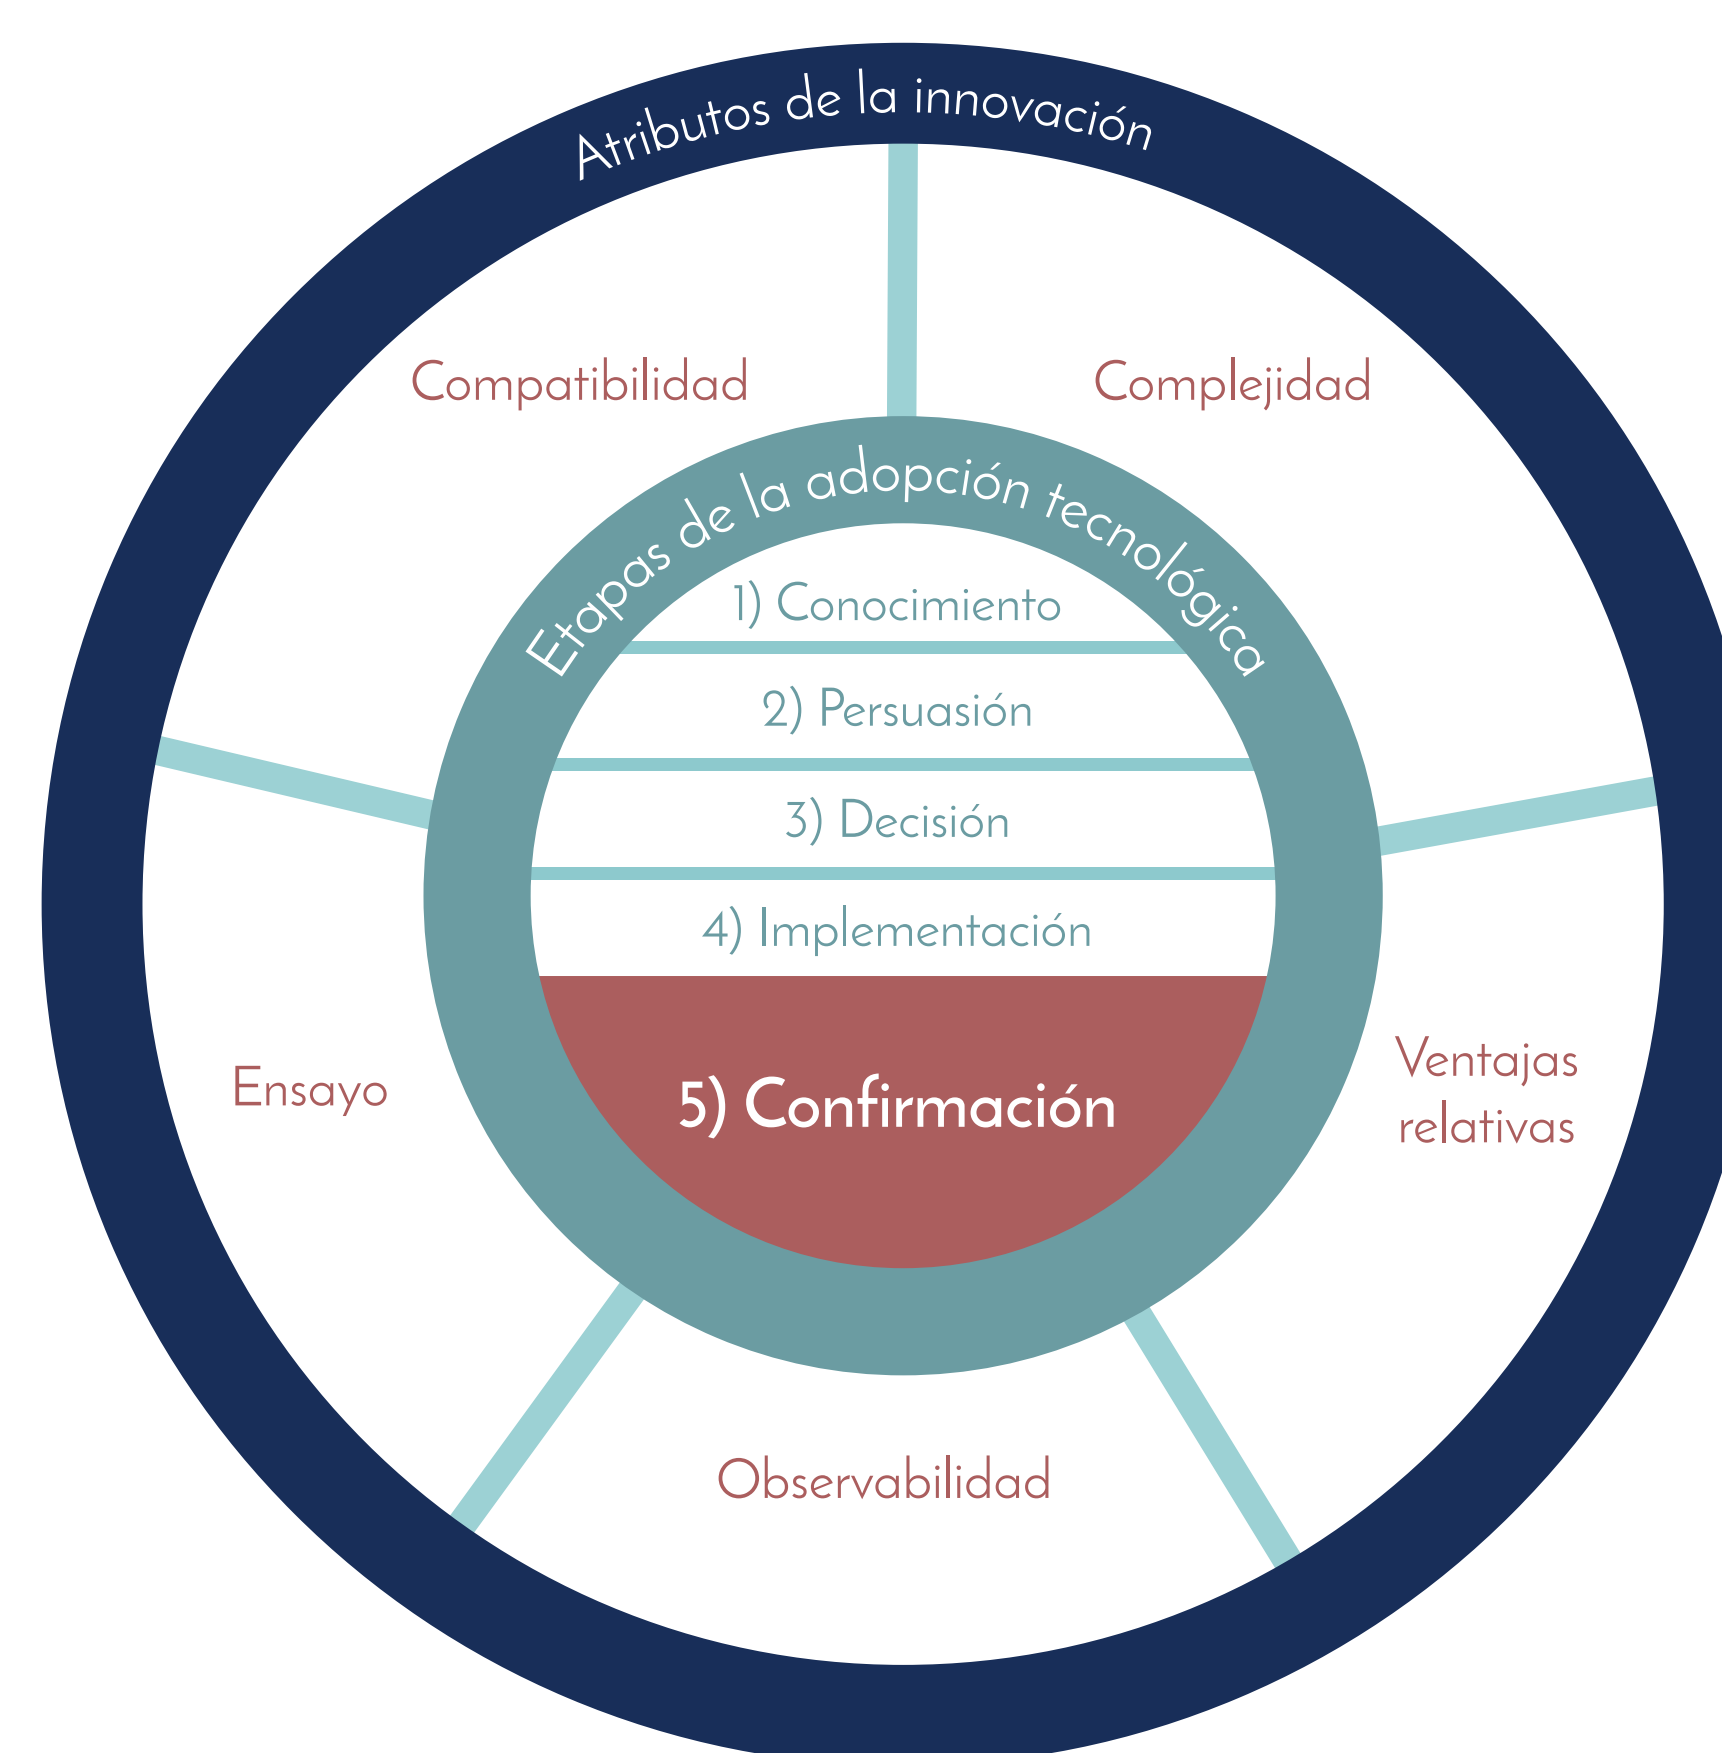 Atributos de la innovación
Compatibilidad
Complejidad
Etapas de la adopción tecnológica
1) Conocimiento
2) Persuasión
3) Decisión
4) Implementación
5) Confirmación
Ensayo
Ventajas
relativas
Observabilidad